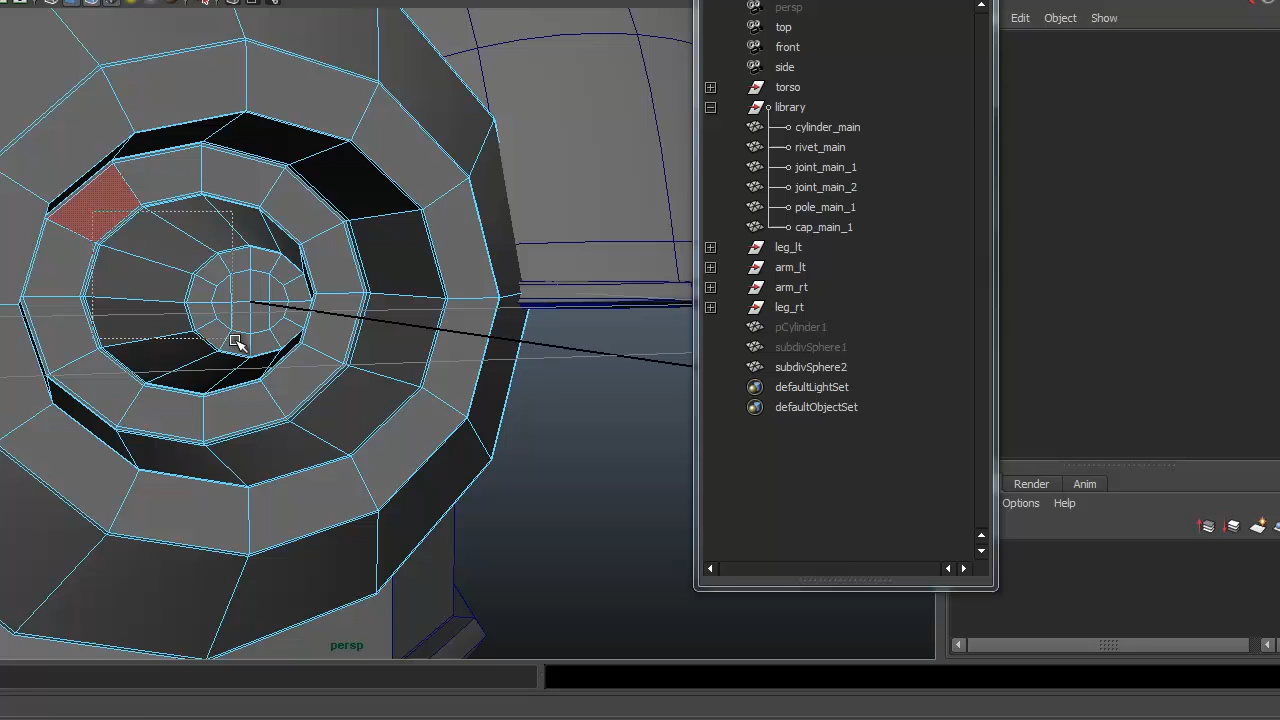 persp
top
front
side
torso
library
cylinder_main
rivet_main
joint_main_1
joint_main_2
pole_main_1
cap_main_1
leg_lt
arm_lt
arm_rt
leg_rt
pCylinder1
subdivSphere1
subdivSphere2
defaultLightSet
defaultObjectSet
Edit Object Show
Render Anim
Options Help
persp